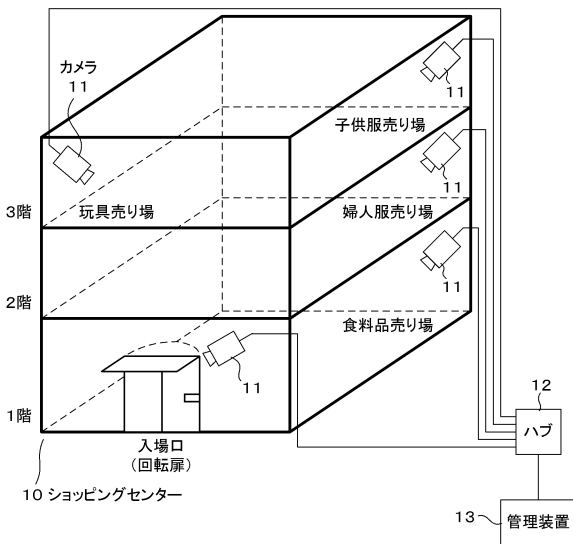 カメラ
11
11
子供服売り場
11
3階
玩具売り場
婦人服売り場
11
2階
食料品売り場
11
1階
12
ハブ
入場口
(回転扉)
10 ショッピングセンター
13
管理装置